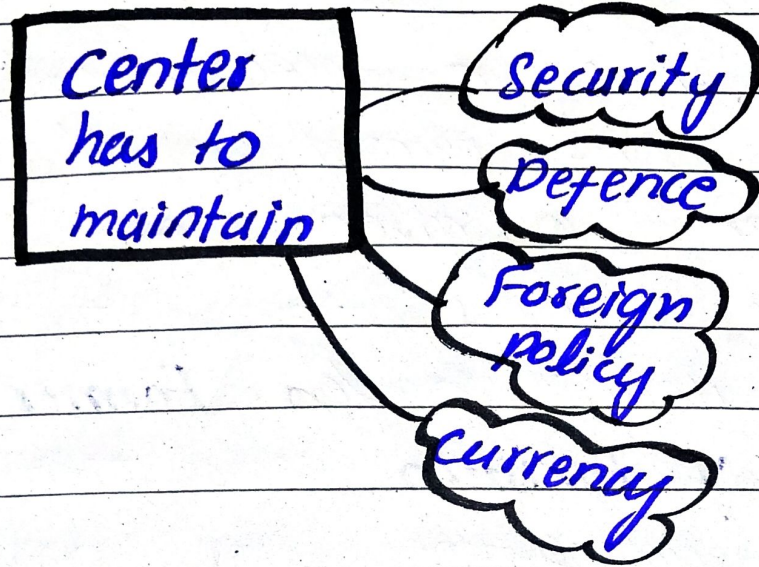 Center
has to
maintain
Security
Defence
Foreign
policy
Currency